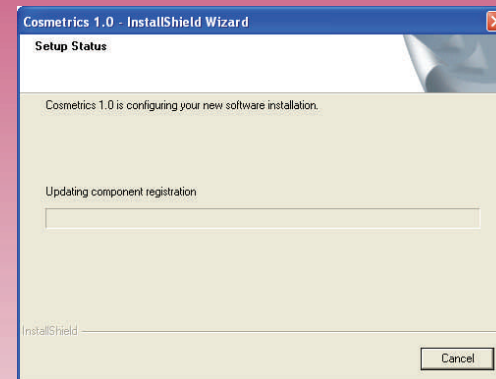 Cosmetrics 1.0 - InstallShield Wizard
Setup Status
Cosmetrics 1.0 is configuring your new software installation.
Updating component registration
InstallShield
Cancel